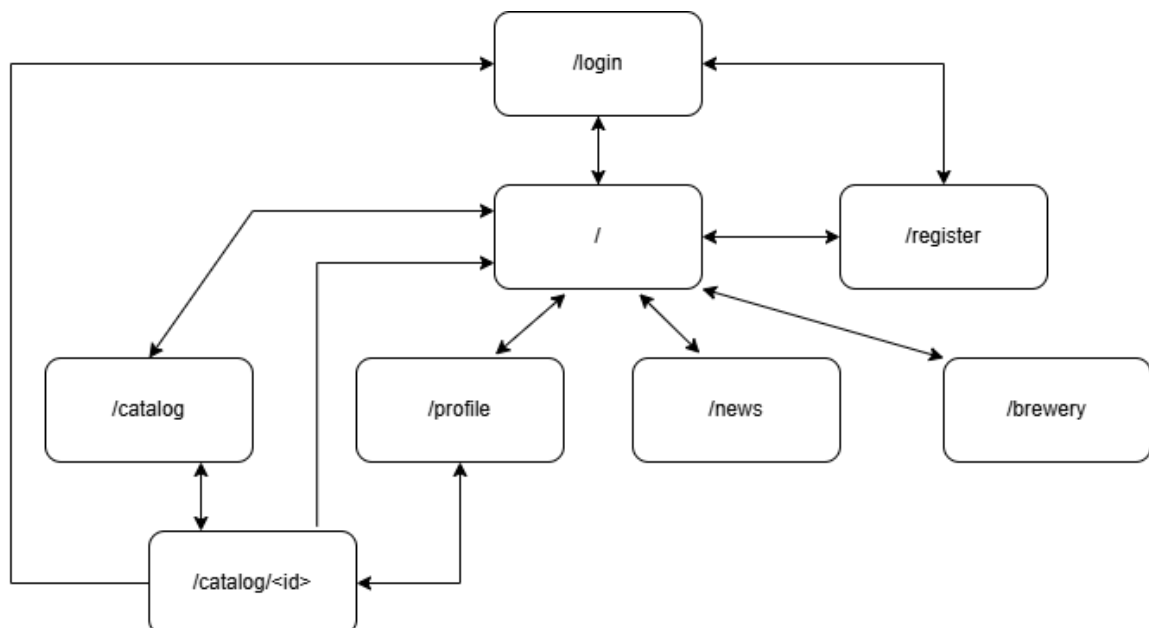 /login
/
/register
/catalog
/profile
/news
/brewery
/catalog/<id>